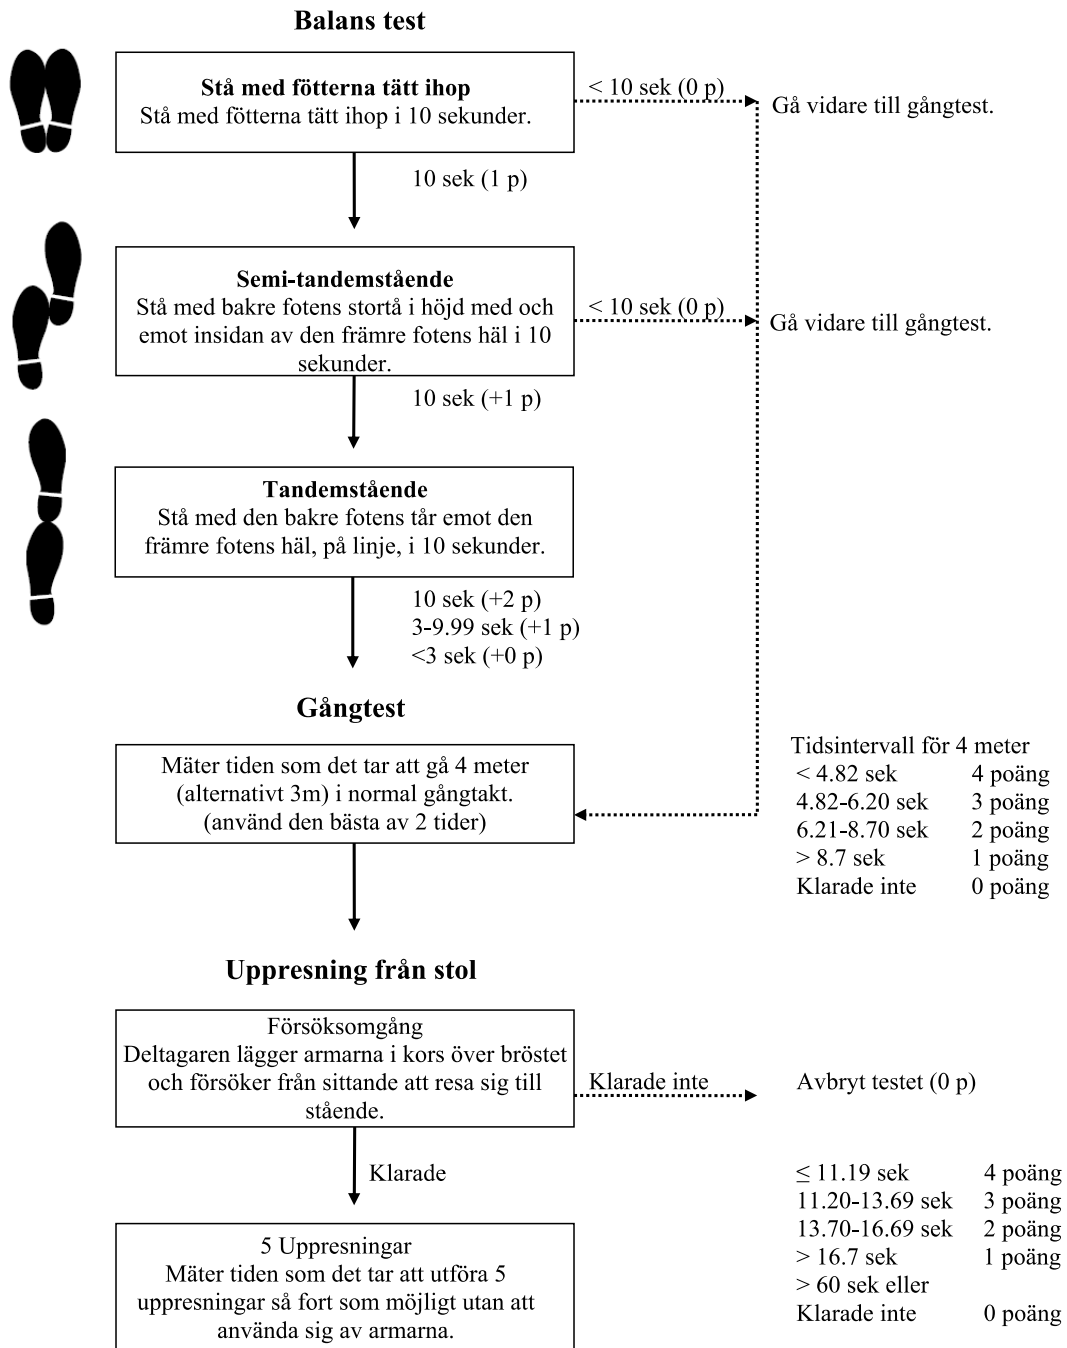 Balans test
Stå med fötterna tätt ihop
Stå med fötterna tätt ihop i 10 sekunder.
< 10 sek (0 p)
Gå vidare till gångtest.
10 sek (1 p)
Semi-tandemstående
Stå med bakre fotens stortå i höjd med och
emot insidan av den främre fotens häl i 10
sekunder.
< 10 sek (0 p)
Gå vidare till gångtest.
10 sek (+1 p)
Tandemstående
Stå med den bakre fotens tår emot den
främre fotens häl, på linje, i 10 sekunder.
10 sek (+2 p)
3-9.99 sek (+1 p)
<3 sek (+0 p)
Gångtest
Mäter tiden som det tar att gå 4 meter
(alternativt 3m) i normal gångtakt.
(använd den bästa av 2 tider)
Tidsintervall för 4 meter
< 4.82 sek 4 poäng
4.82-6.20 sek 3 poäng
6.21-8.70 sek 2 poäng
> 8.7 sek 1 poäng
Klarade inte 0 poäng
Uppresning från stol
Försöksomgång
Deltagaren lägger armarna i kors över bröstet
och försöker från sittande att resa sig till
stående.
Klarade inte
Avbryt testet (0 p)
Klarade
5 Uppresningar
Mäter tiden som det tar att utföra 5
uppresningar så fort som möjligt utan att
använda sig av armarna.
≤ 11.19 sek 4 poäng
11.20-13.69 sek 3 poäng
13.70-16.69 sek 2 poäng
> 16.7 sek 1 poäng
> 60 sek eller
Klarade inte 0 poäng